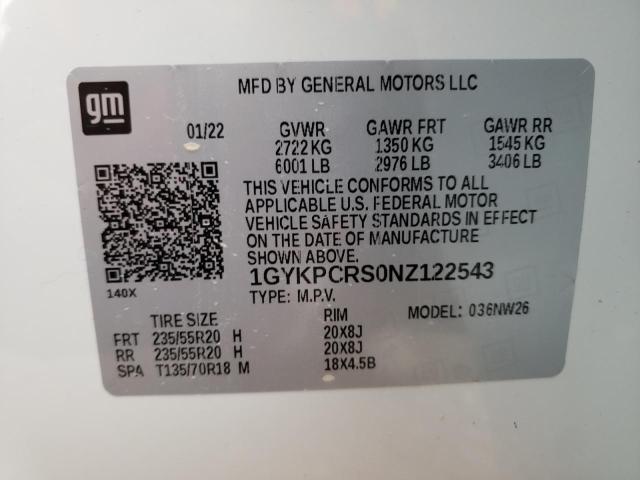 gm
MFD BY GENERAL MOTORS LLC
01/22 GVWR GAWR FRT GAWR RR
2722 KG 1350 KG 1545 KG
6001 LB 2976 LB 3406 LB
THIS VEHICLE CONFORMS TO ALL
APPLICABLE U.S. FEDERAL MOTOR
VEHICLE SAFETY STANDARDS IN EFFECT
ON THE DATE OF MANUFACTURE
SHOWN ABOVE.
1GYKPCRS0NZ122543
140X
TYPE: M.P.V.
MODEL: 036NW26
TIRE SIZE RIM
FRT 235/55R20 H 20X8J
RR 235/55R20 H 20X8J
SPA T135/70R18 M 18X4.5B